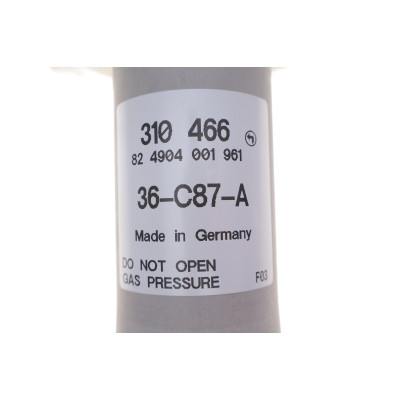 310 466
82 4904 001 961
36-C87-A
Made in Germany
DO NOT OPEN
GAS PRESSURE F03